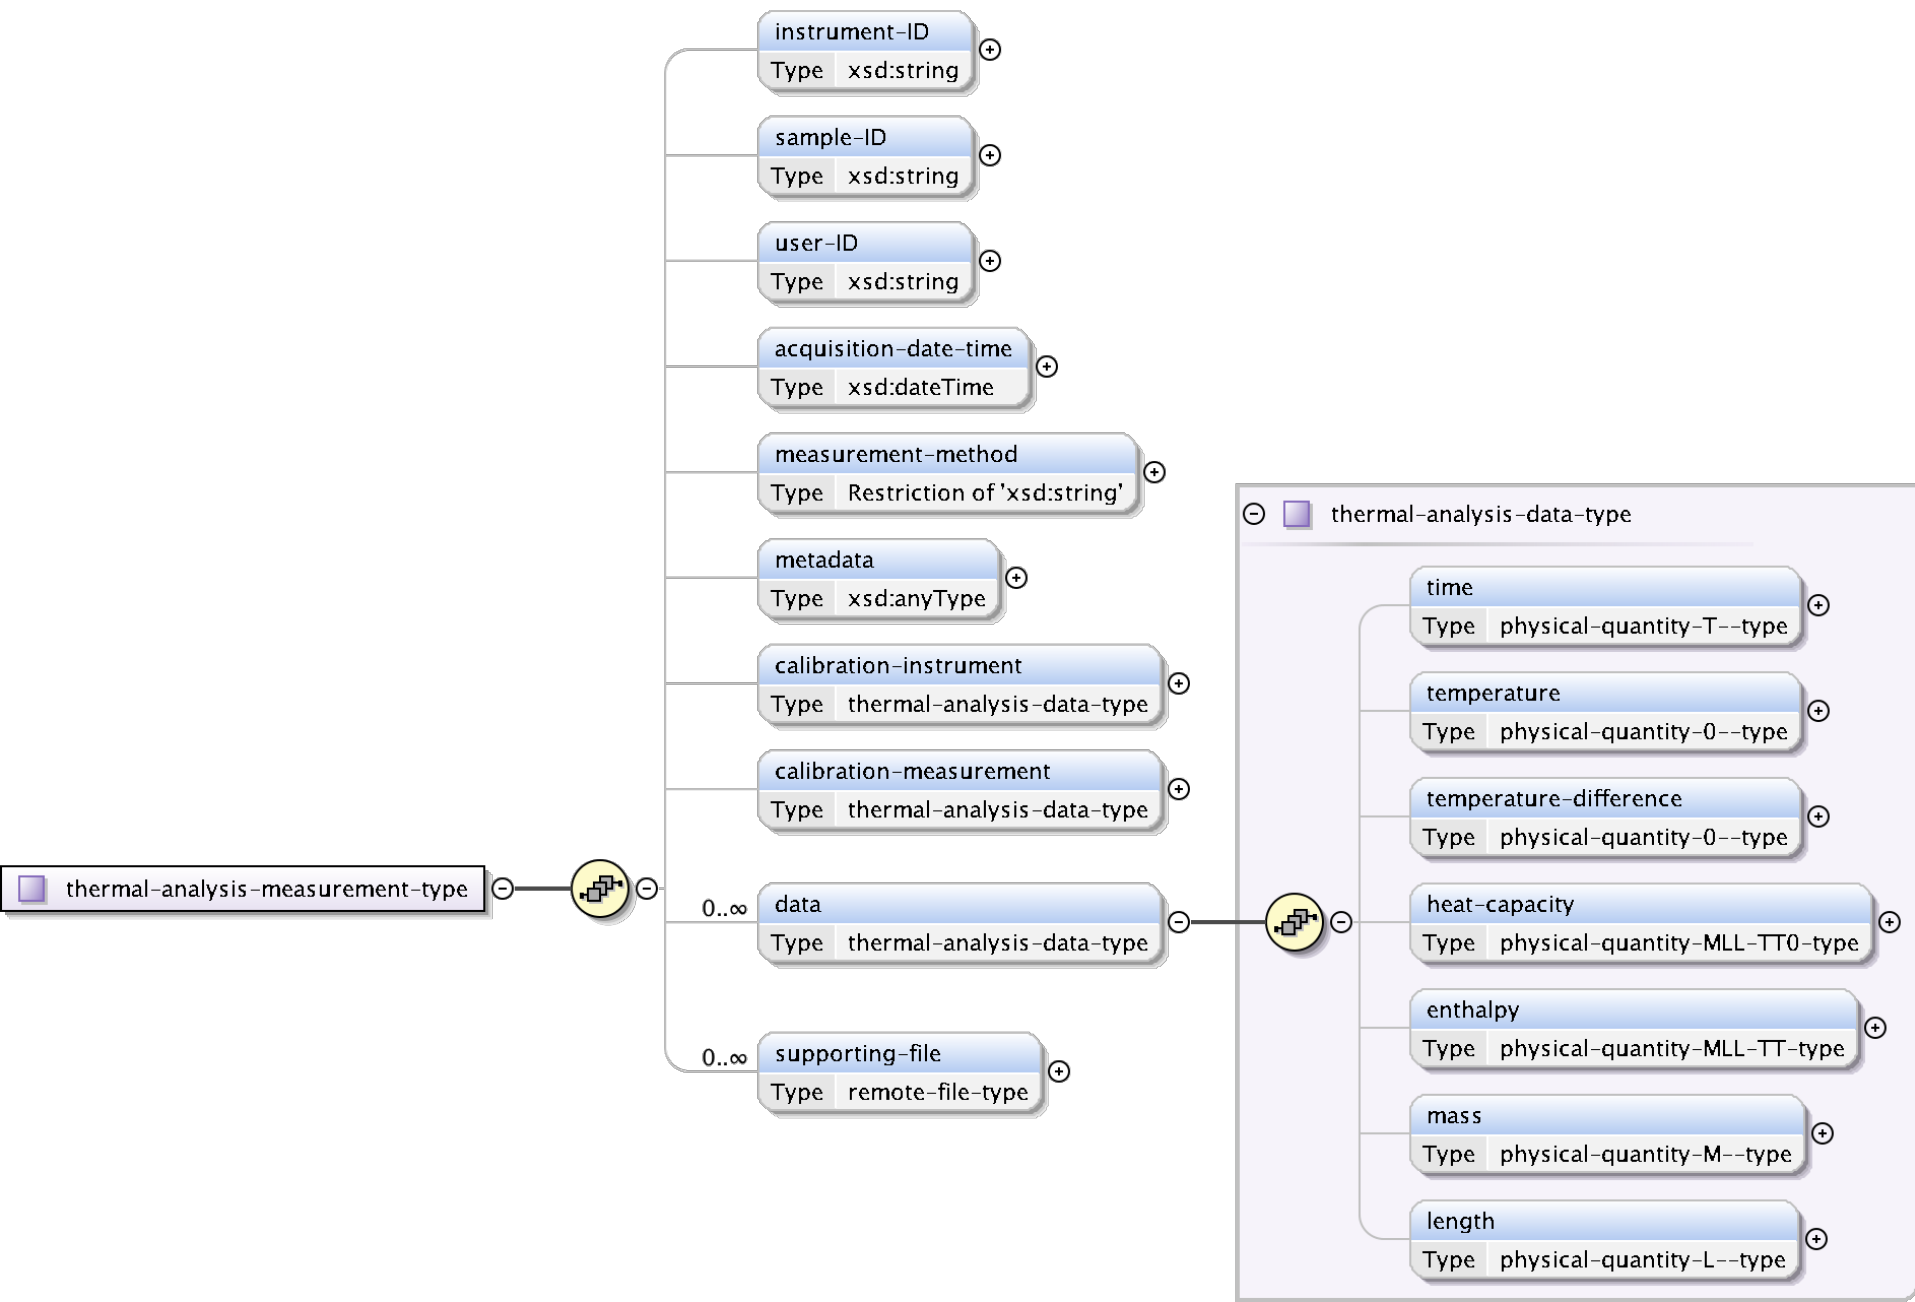 instrument-ID
Type xsd:string
sample-ID
Type xsd:string
user-ID
Type xsd:string
acquisition-date-time
Type xsd:dateTime
measurement-method
Type Restriction of 'xsd:string'
metadata
Type xsd:anyType
calibration-instrument
Type thermal-analysis-data-type
calibration-measurement
Type thermal-analysis-data-type
thermal-analysis-measurement-type
0..∞
data
Type thermal-analysis-data-type
0..∞
supporting-file
Type remote-file-type
thermal-analysis-data-type
time
Type physical-quantity-T--type
temperature
Type physical-quantity-0--type
temperature-difference
Type physical-quantity-0--type
heat-capacity
Type physical-quantity-MLL-TT0-type
enthalpy
Type physical-quantity-MLL-TT-type
mass
Type physical-quantity-M--type
length
Type physical-quantity-L--type